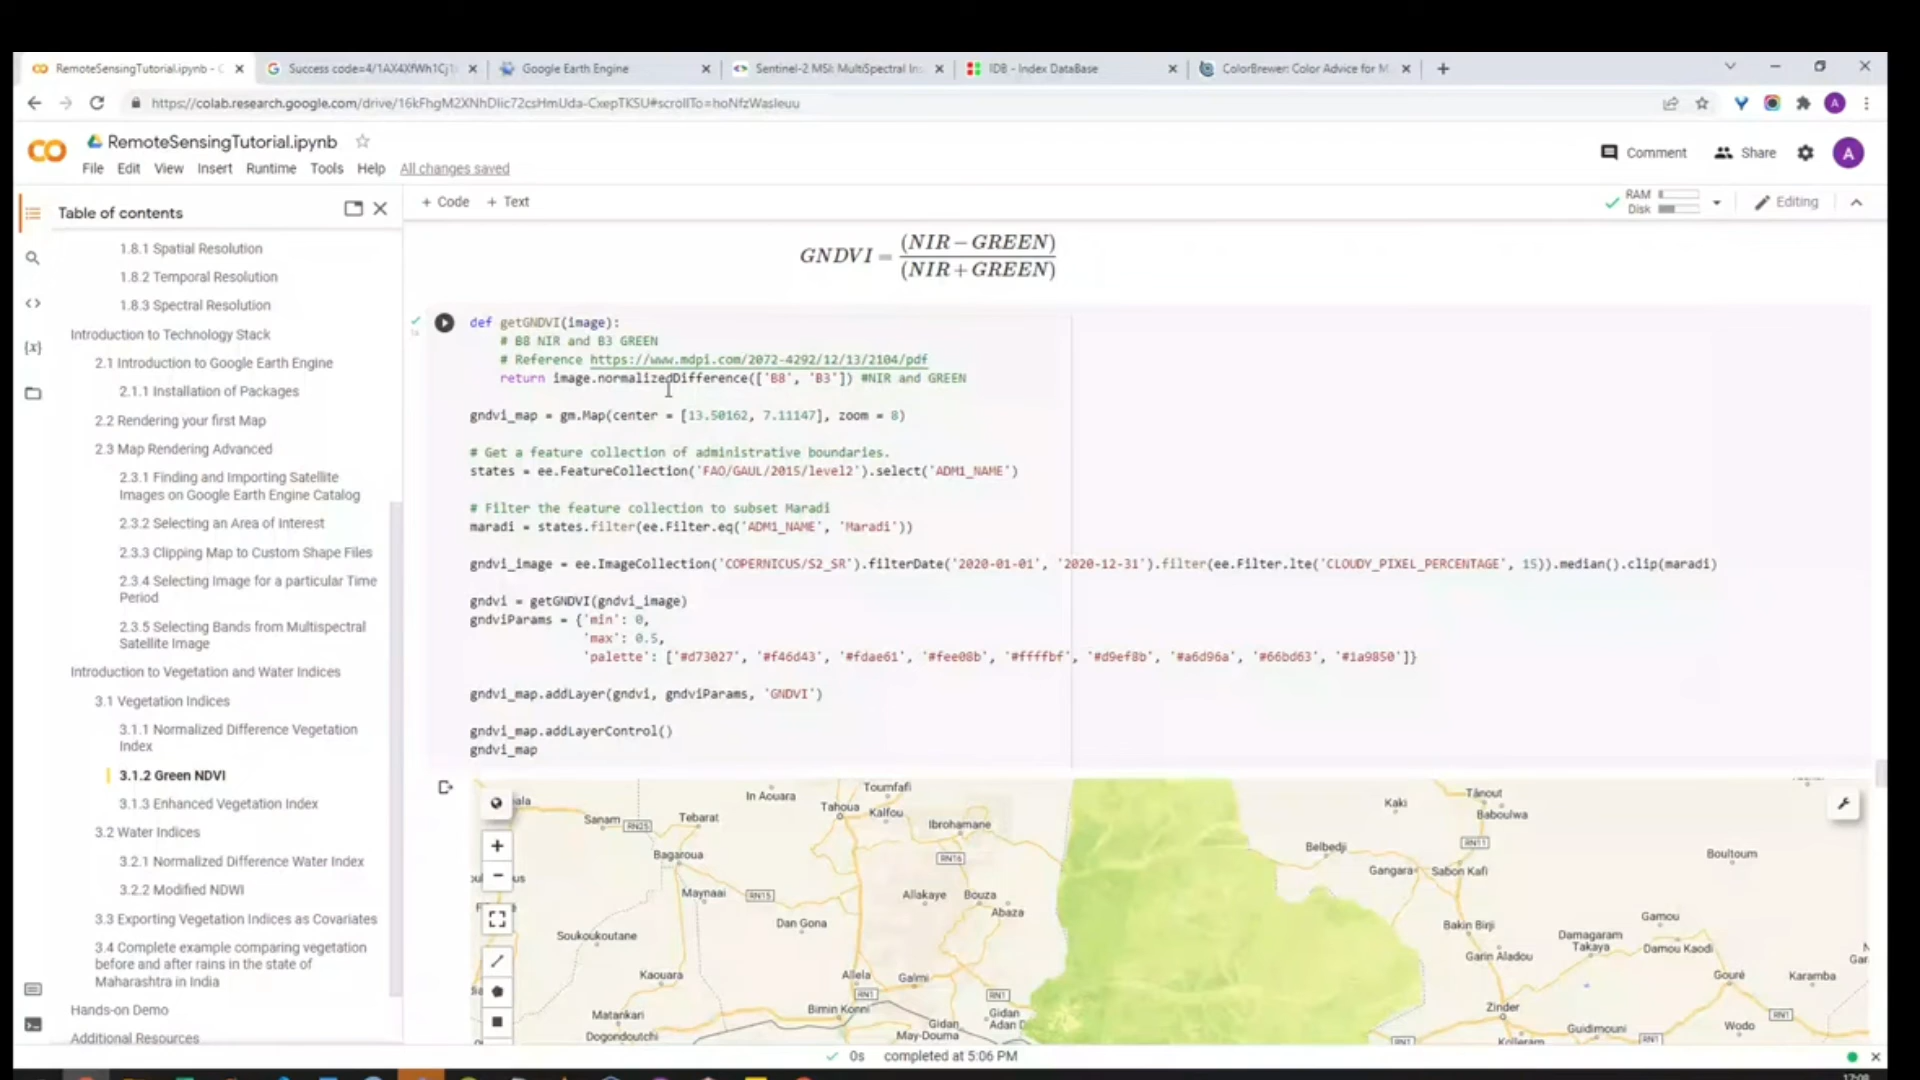 RemoteSensingTutorial.ipynb - C
Success code=4/1AX4XfWh1Cj1
Google Earth Engine
Sentinel-2 MSI: MultiSpectral Ins
IDB - Index DataBase
ColorBrewer: Color Advice for M
https://colab.research.google.com/drive/16kFhgM2XNhDlic72csHmUda-CxepTKSU#scrollTo=hoNfzWasleuu
RemoteSensingTutorial.ipynb
Comment
Share
A
File Edit View Insert Runtime Tools Help All changes saved
Table of contents
+ Code + Text
RAM
Disk
Editing
1.8.1 Spatial Resolution
1.8.2 Temporal Resolution
1.8.3 Spectral Resolution
Introduction to Technology Stack
2.1 Introduction to Google Earth Engine
2.1.1 Installation of Packages
2.2 Rendering your first Map
2.3 Map Rendering Advanced
2.3.1 Finding and Importing Satellite
Images on Google Earth Engine Catalog
2.3.2 Selecting an Area of Interest
2.3.3 Clipping Map to Custom Shape Files
2.3.4 Selecting Image for a particular Time
Period
2.3.5 Selecting Bands from Multispectral
Satellite Image
Introduction to Vegetation and Water Indices
3.1 Vegetation Indices
3.1.1 Normalized Difference Vegetation
Index
3.1.2 Green NDVI
3.1.3 Enhanced Vegetation Index
3.2 Water Indices
3.2.1 Normalized Difference Water Index
3.2.2 Modified NDWI
3.3 Exporting Vegetation Indices as Covariates
3.4 Complete example comparing vegetation
before and after rains in the state of
Maharashtra in India
Hands-on Demo
Additional Resources
GNDVI = (NIR − GREEN)
(NIR + GREEN)
def getGNDVI(image):
# B8 NIR and B3 GREEN
# Reference https://www.mdpi.com/2072-4292/12/13/2104/pdf
return image.normalizedDifference(['B8', 'B3']) #NIR and GREEN
gndvi_map = gm.Map(center = [13.50162, 7.11147], zoom = 8)
# Get a feature collection of administrative boundaries.
states = ee.FeatureCollection('FAO/GAUL/2015/level2').select('ADM1_NAME')
# Filter the feature collection to subset Maradi
maradi = states.filter(ee.Filter.eq('ADM1_NAME', 'Maradi'))
gndvi_image = ee.ImageCollection('COPERNICUS/S2_SR').filterDate('2020-01-01', '2020-12-31').filter(ee.Filter.lte('CLOUDY_PIXEL_PERCENTAGE', 15)).median().clip(maradi)
gndvi = getGNDVI(gndvi_image)
gndviParams = {'min': 0,
'max': 0.5,
'palette': ['#d73027', '#f46d43', '#fdae61', '#fee08b', '#ffffbf', '#d9ef8b', '#a6d96a', '#66bd63', '#1a9850']}
gndvi_map.addLayer(gndvi, gndviParams, 'GNDVI')
gndvi_map.addLayerControl()
gndvi_map
ala
In Aouara
Toumfafi
Tahoua
Kalfou
Sanam
RN25
Tebarat
Ibrohamane
Kaki
Tânout
Baboulwa
Bagaroua
RN16
RN11
Belbedji
Boultoum
Gangara
Sabon Kafi
Maynaai
RN15
Allakaye
Bouza
Abaza
Dan Gona
Gamou
Bakin Birji
Soukoukoutane
Damagaram
Takaya
Damou Kaodi
Garin Aladou
Kaouara
Allela
Galmi
Gouré
Karamba
RN1
RN1
Birnin Konni
Gidan
Adan D
Zinder
Matankari
Dogondoutchi
Gidan
May-Douma
Guidimouni
Wodo
RN1
RN1
RN1
Kolleram
0s completed at 5:06 PM